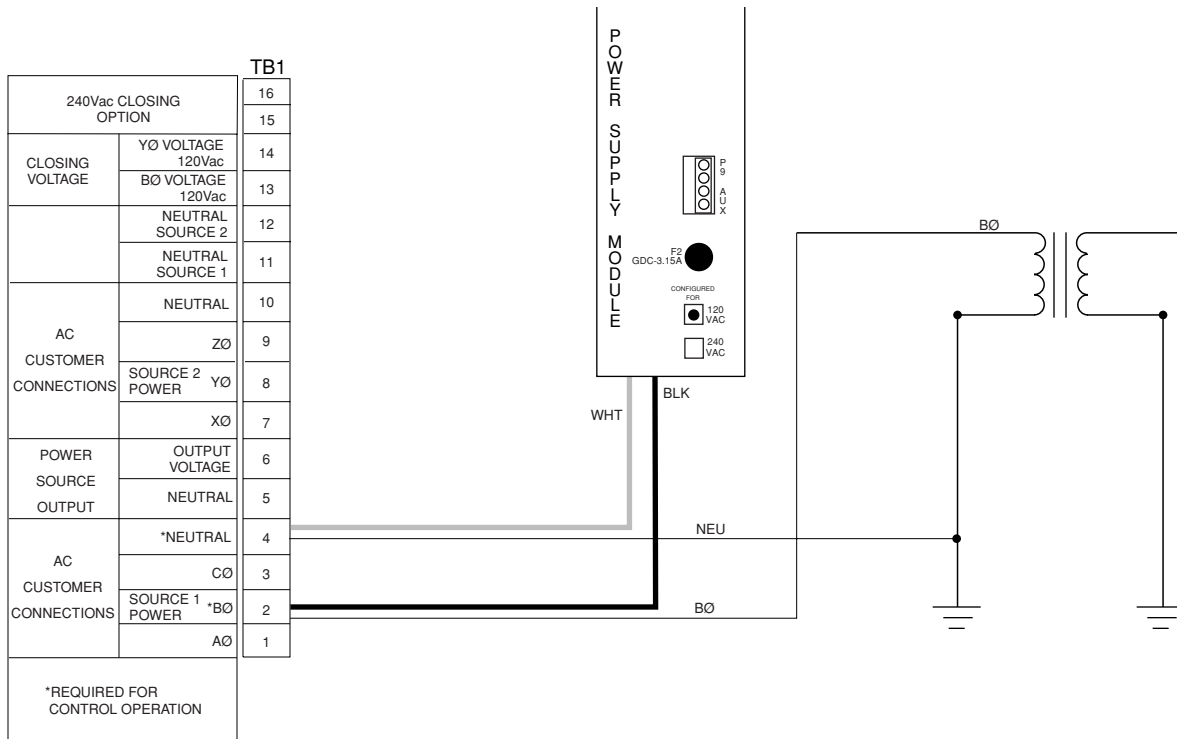 TB1
240Vac CLOSING
OPTION
16
15
CLOSING
VOLTAGE
YØ VOLTAGE
120Vac
14
BØ VOLTAGE
120Vac
13
NEUTRAL
SOURCE 2
12
NEUTRAL
SOURCE 1
11
AC
CUSTOMER
CONNECTIONS
NEUTRAL
10
ZØ
9
SOURCE 2
POWER
YØ
8
XØ
7
POWER
SOURCE
OUTPUT
OUTPUT
VOLTAGE
6
NEUTRAL
5
AC
CUSTOMER
CONNECTIONS
*NEUTRAL
4
CØ
3
SOURCE 1
POWER
*BØ
2
AØ
1
*REQUIRED FOR
CONTROL OPERATION
POWER SUPPLY MODULE
P9 AUX
F2
GDC-3.15A
CONFIGURED
FOR
120
VAC
240
VAC
WHT
BLK
NEU
BØ
BØ